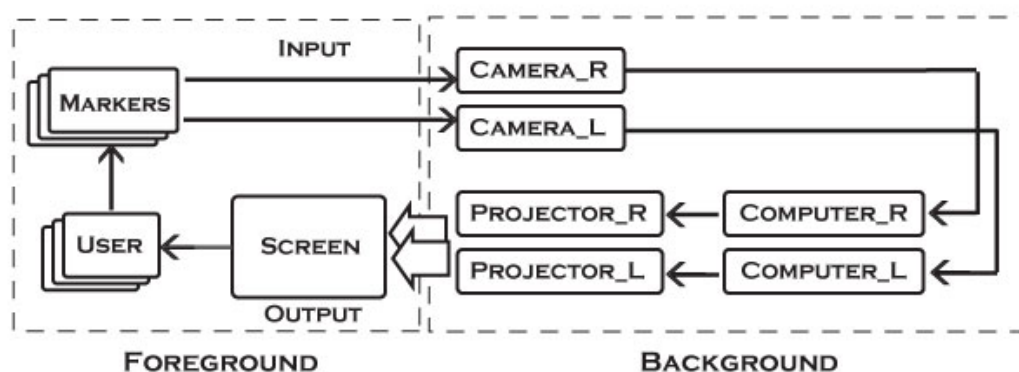 INPUT
MARKERS
CAMERA_R
CAMERA_L
USER
SCREEN
PROJECTOR_R
COMPUTER_R
PROJECTOR_L
COMPUTER_L
OUTPUT
FOREGROUND
BACKGROUND